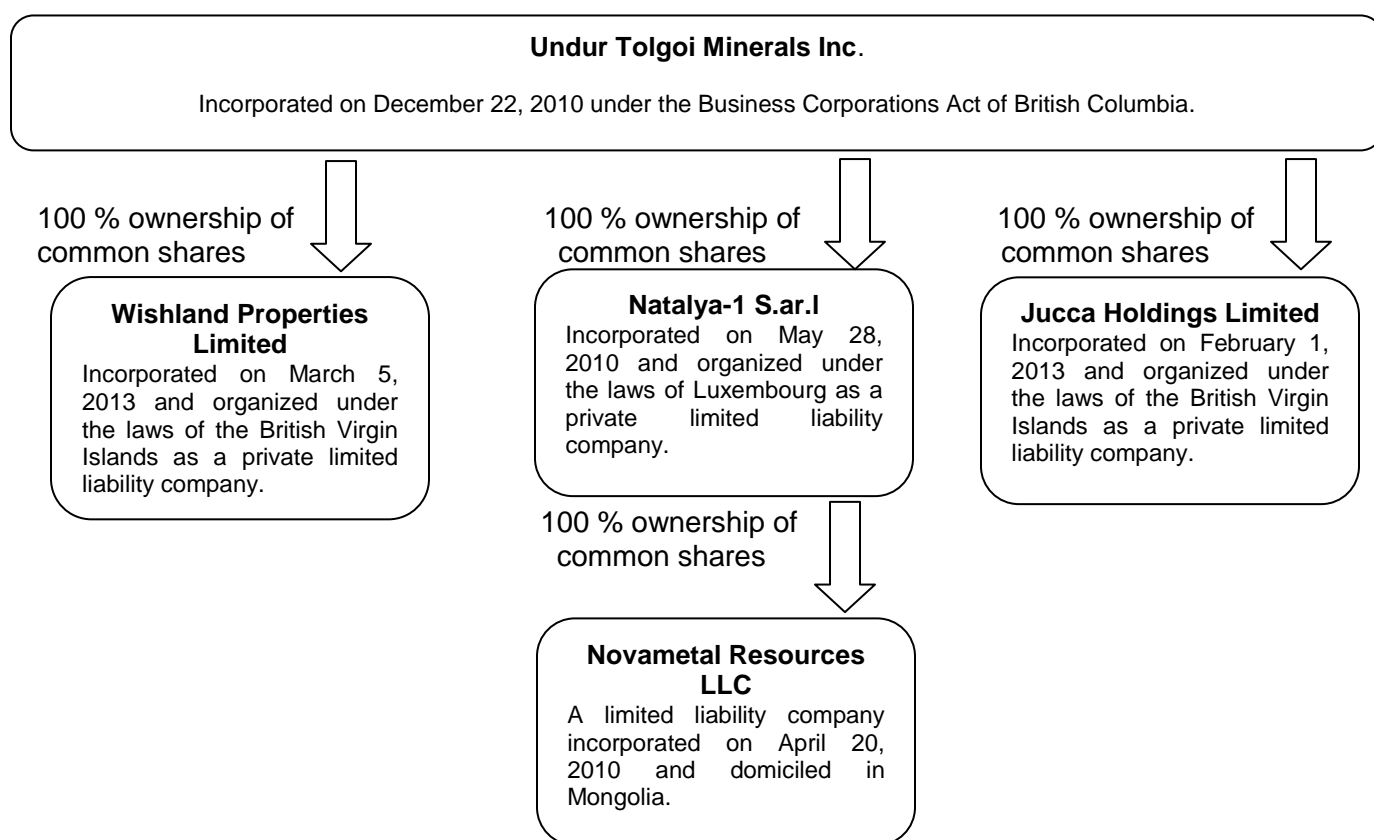 Undur Tolgoi Minerals Inc.
Incorporated on December 22, 2010 under the Business Corporations Act of British Columbia.
100 % ownership of
common shares
100 % ownership of
common shares
100 % ownership of
common shares
Wishland Properties
Limited
Incorporated on March 5,
2013 and organized under
the laws of the British Virgin
Islands as a private limited
liability company.
Natalya-1 S.ar.l
Incorporated on May 28,
2010 and organized under
the laws of Luxembourg as a
private limited liability
company.
Jucca Holdings Limited
Incorporated on February 1,
2013 and organized under
the laws of the British Virgin
Islands as a private limited
liability company.
100 % ownership of
common shares
Novametal Resources
LLC
A limited liability company
incorporated on April 20,
2010 and domiciled in
Mongolia.